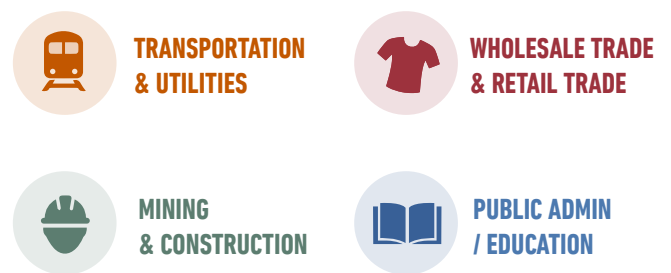 TRANSPORTATION
& UTILITIES
WHOLESALE TRADE
& RETAIL TRADE
MINING
& CONSTRUCTION
PUBLIC ADMIN
/ EDUCATION